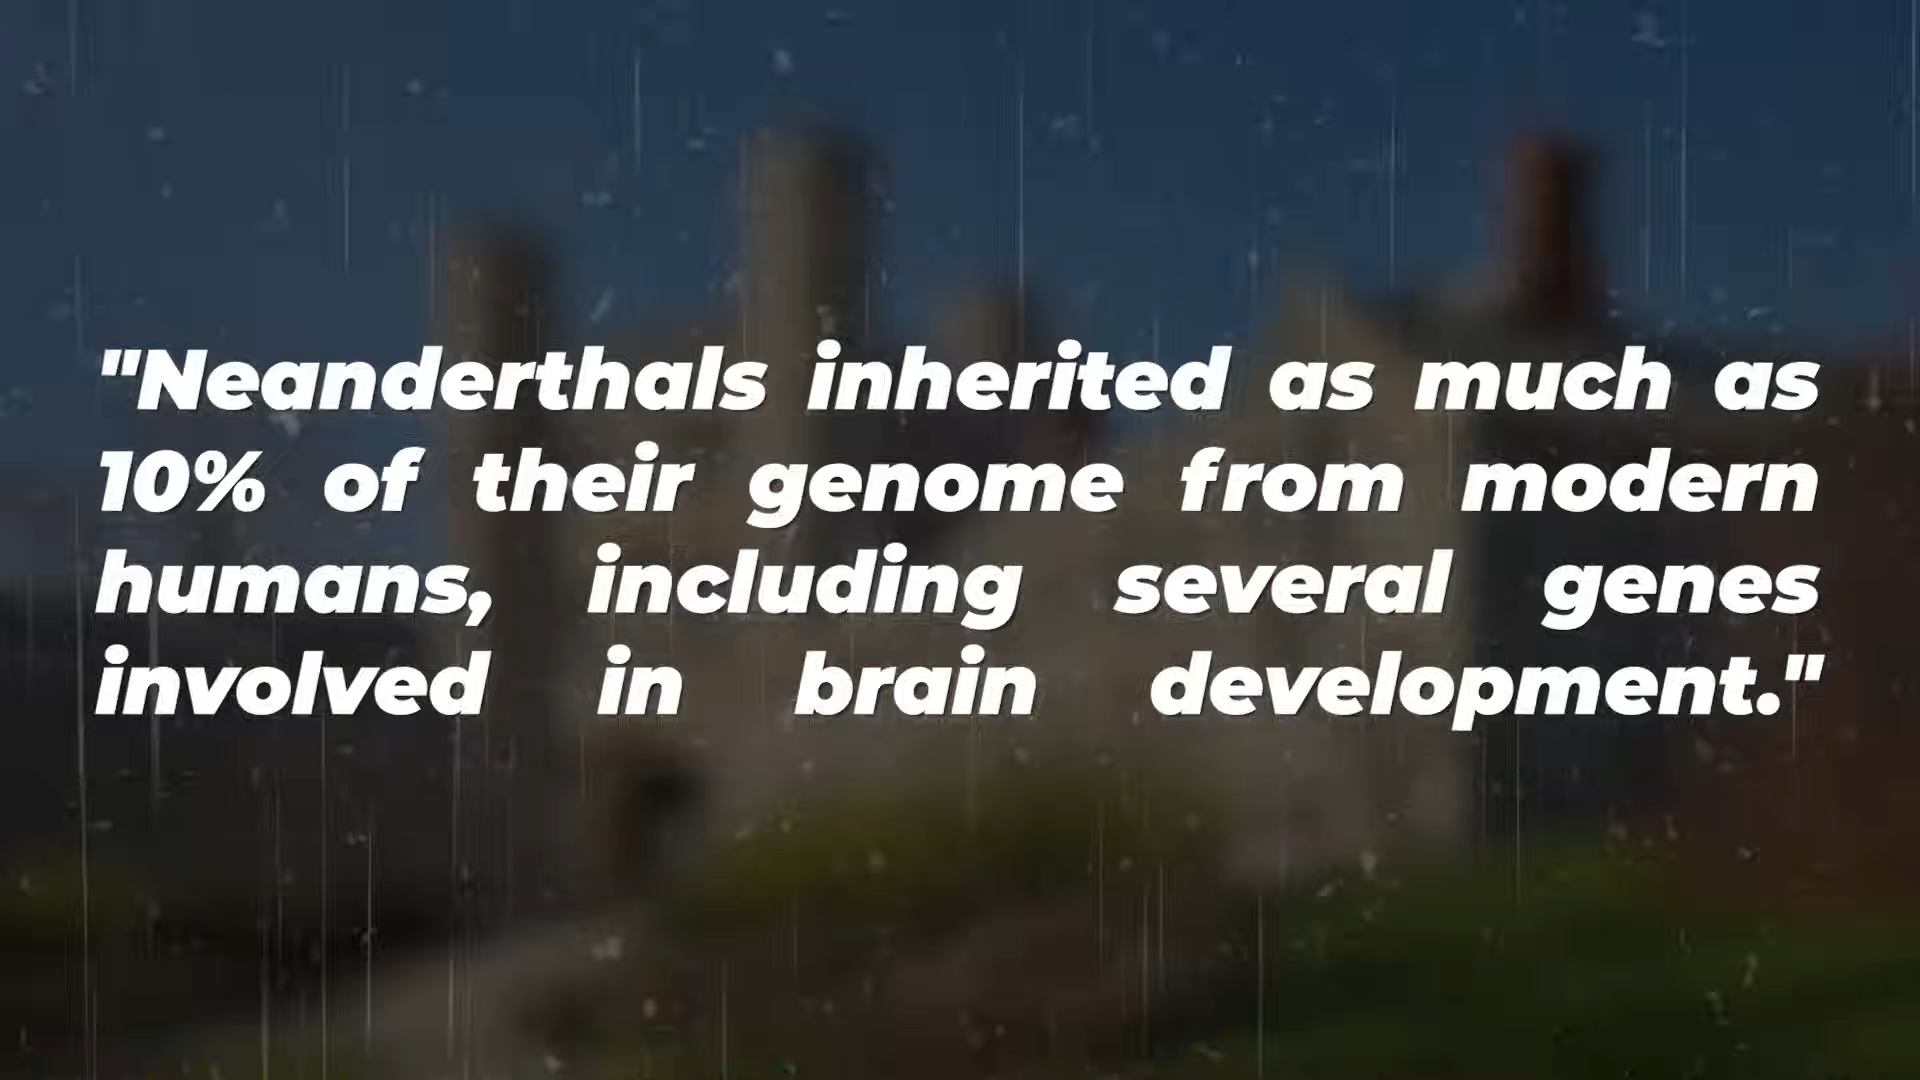 "Neanderthals inherited as much as
10% of their genome from modern
humans, including several genes
involved in brain development."